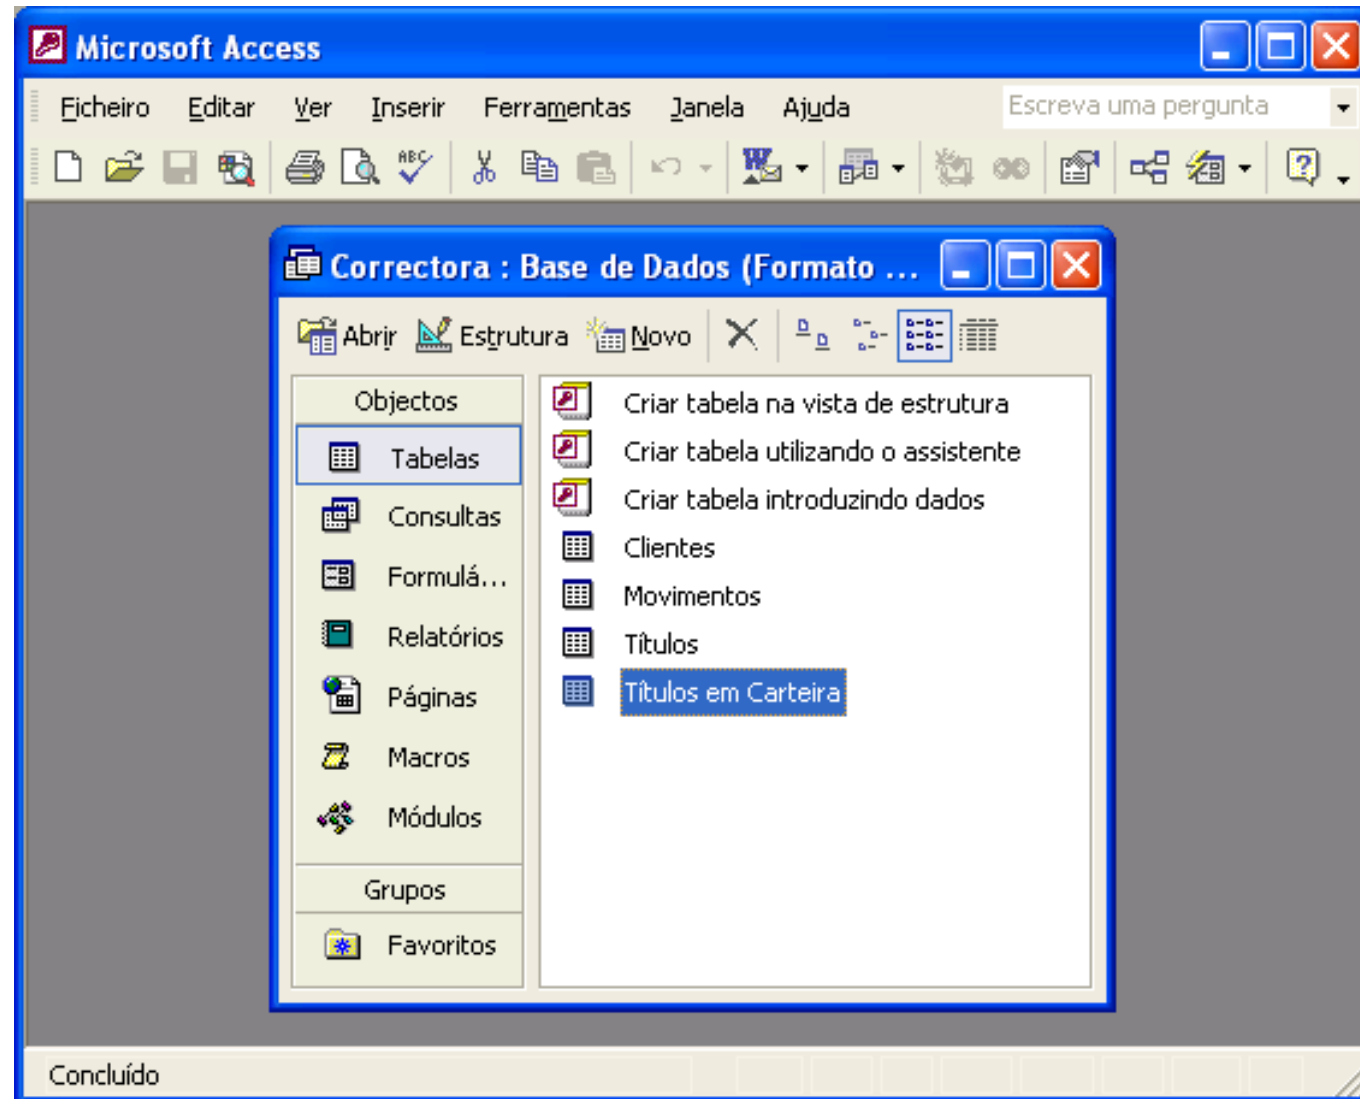 Microsoft Access
Ficheiro Editar Ver Inserir Ferramentas Janela Ajuda Escreva uma pergunta
ABC W ?
Correctora : Base de Dados (Formato ...
Abrir Estrutura Novo
Objectos
Tabelas
Consultas
Formulá...
Relatórios
Páginas
Macros
Módulos
Grupos
Favoritos
Criar tabela na vista de estrutura
Criar tabela utilizando o assistente
Criar tabela introduzindo dados
Clientes
Movimentos
Títulos
Títulos em Carteira
Concluído